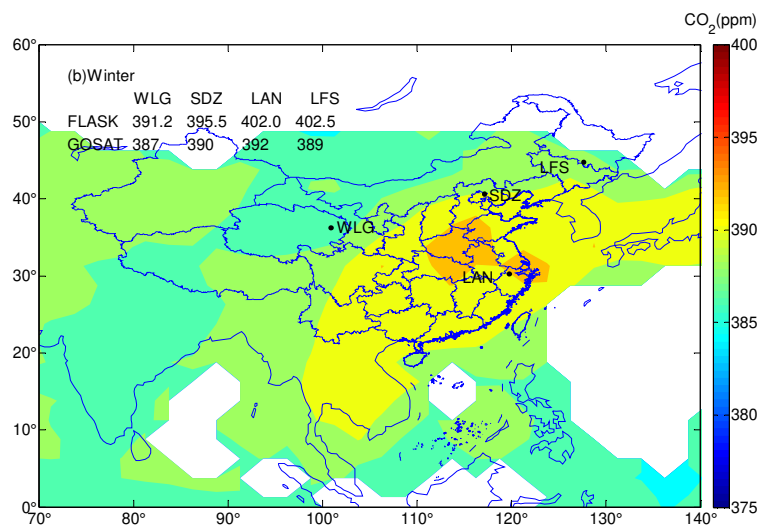 CO2(ppm)
60° 400
(b)Winter
WLG SDZ LAN LFS
FLASK 391.2 395.5 402.0 402.5
50°
GOSAT 387 390 392 389
395
LFS
40° SDZ
WLG 390
30° LAN
385
20°
380
10°
0° 375
70° 80° 90° 100° 110° 120° 130° 140°